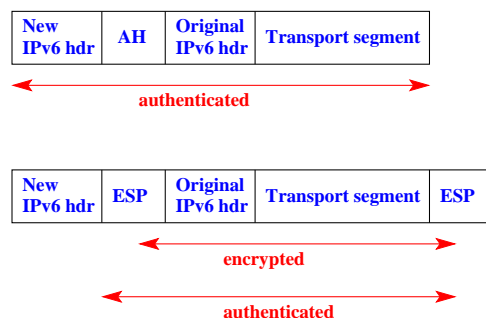 New
IPv6 hdr
AH
Original
IPv6 hdr
Transport segment
authenticated
New
IPv6 hdr
ESP
Original
IPv6 hdr
Transport segment
ESP
encrypted
authenticated